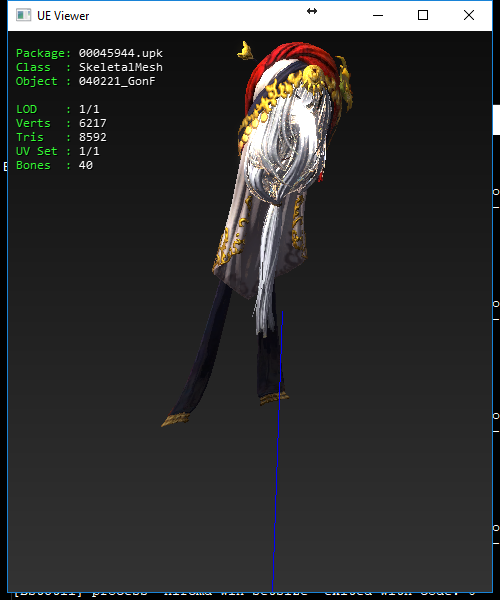 UE Viewer
Package: 00045944.upk
Class : SkeletalMesh
Object : 040221_GonF
LOD : 1/1
Verts : 6217
Tris : 8592
UV Set : 1/1
Bones : 40